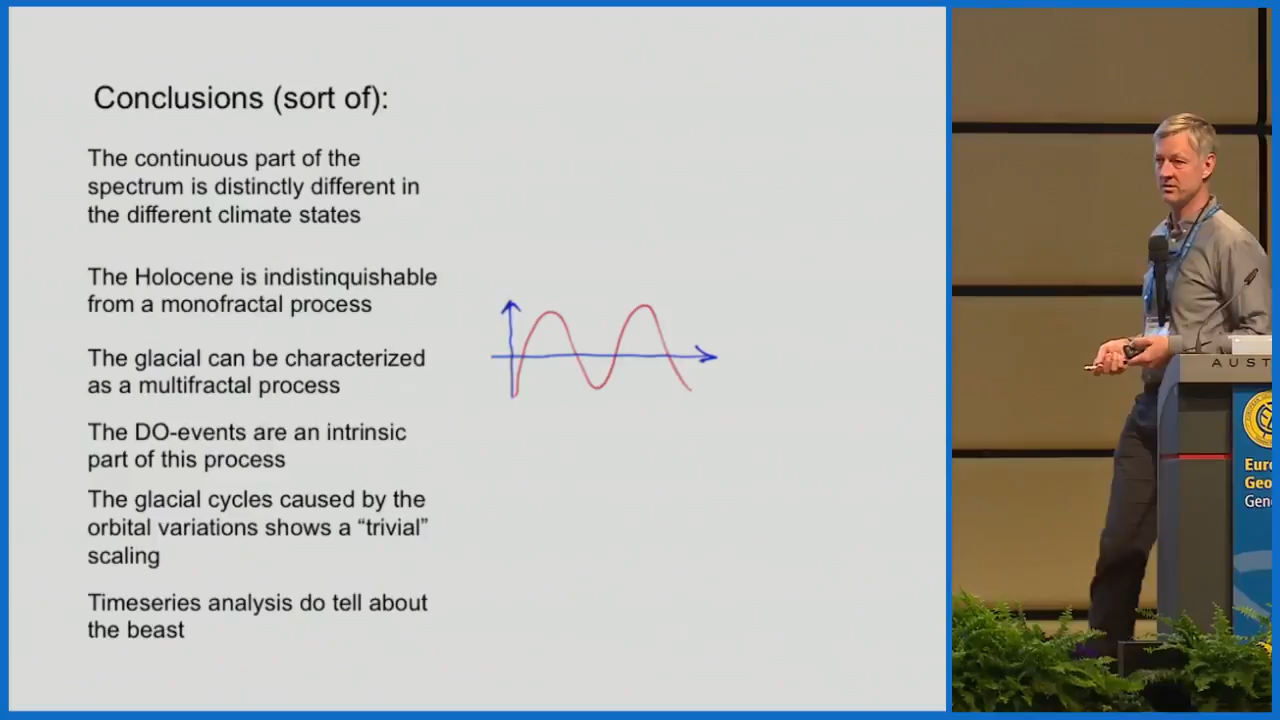 Conclusions (sort of):
The continuous part of the
spectrum is distinctly different in
the different climate states
The Holocene is indistinquishable
from a monofractal process
The glacial can be characterized
as a multifractal process
The DO-events are an intrinsic
part of this process
The glacial cycles caused by the
orbital variations shows a “trivial”
scaling
Timeseries analysis do tell about
the beast
AUST
Euro
Geo
Gen